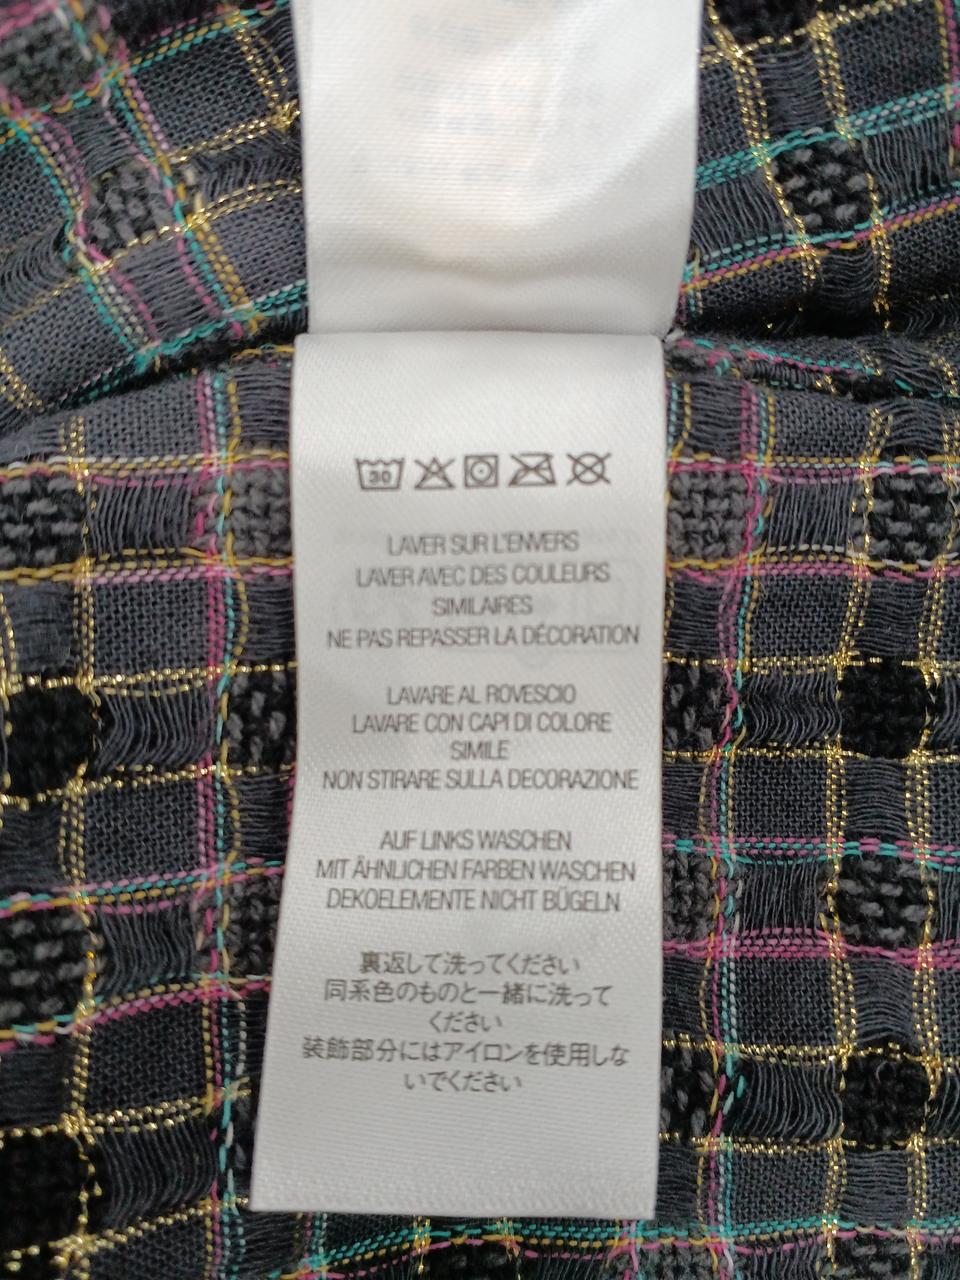 30
LAVER SUR L'ENVERS
LAVER AVEC DES COULEURS
SIMILAIRES
NE PAS REPASSER LA DÉCORATION
LAVARE AL ROVESCIO
LAVARE CON CAPI DI COLORE
SIMILE
NON STIRARE SULLA DECORAZIONE
AUF LINKS WASCHEN
MIT ÄHNLICHEN FARBEN WASCHEN
DEKOELEMENTE NICHT BÜGELN
裏返して洗ってください
同系色のものと一緒に洗って
ください
装飾部分にはアイロンを使用しな
いでください